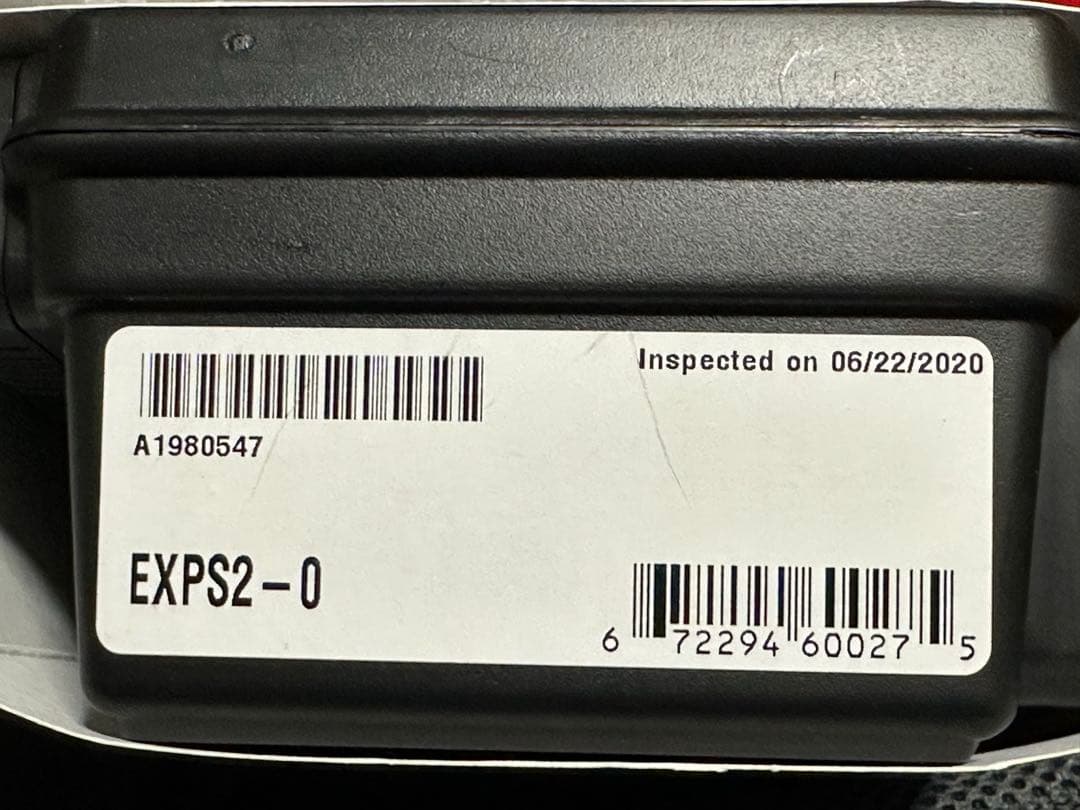 Inspected on 06/22/2020
A1980547
EXPS2-0
6 72294 60027 5